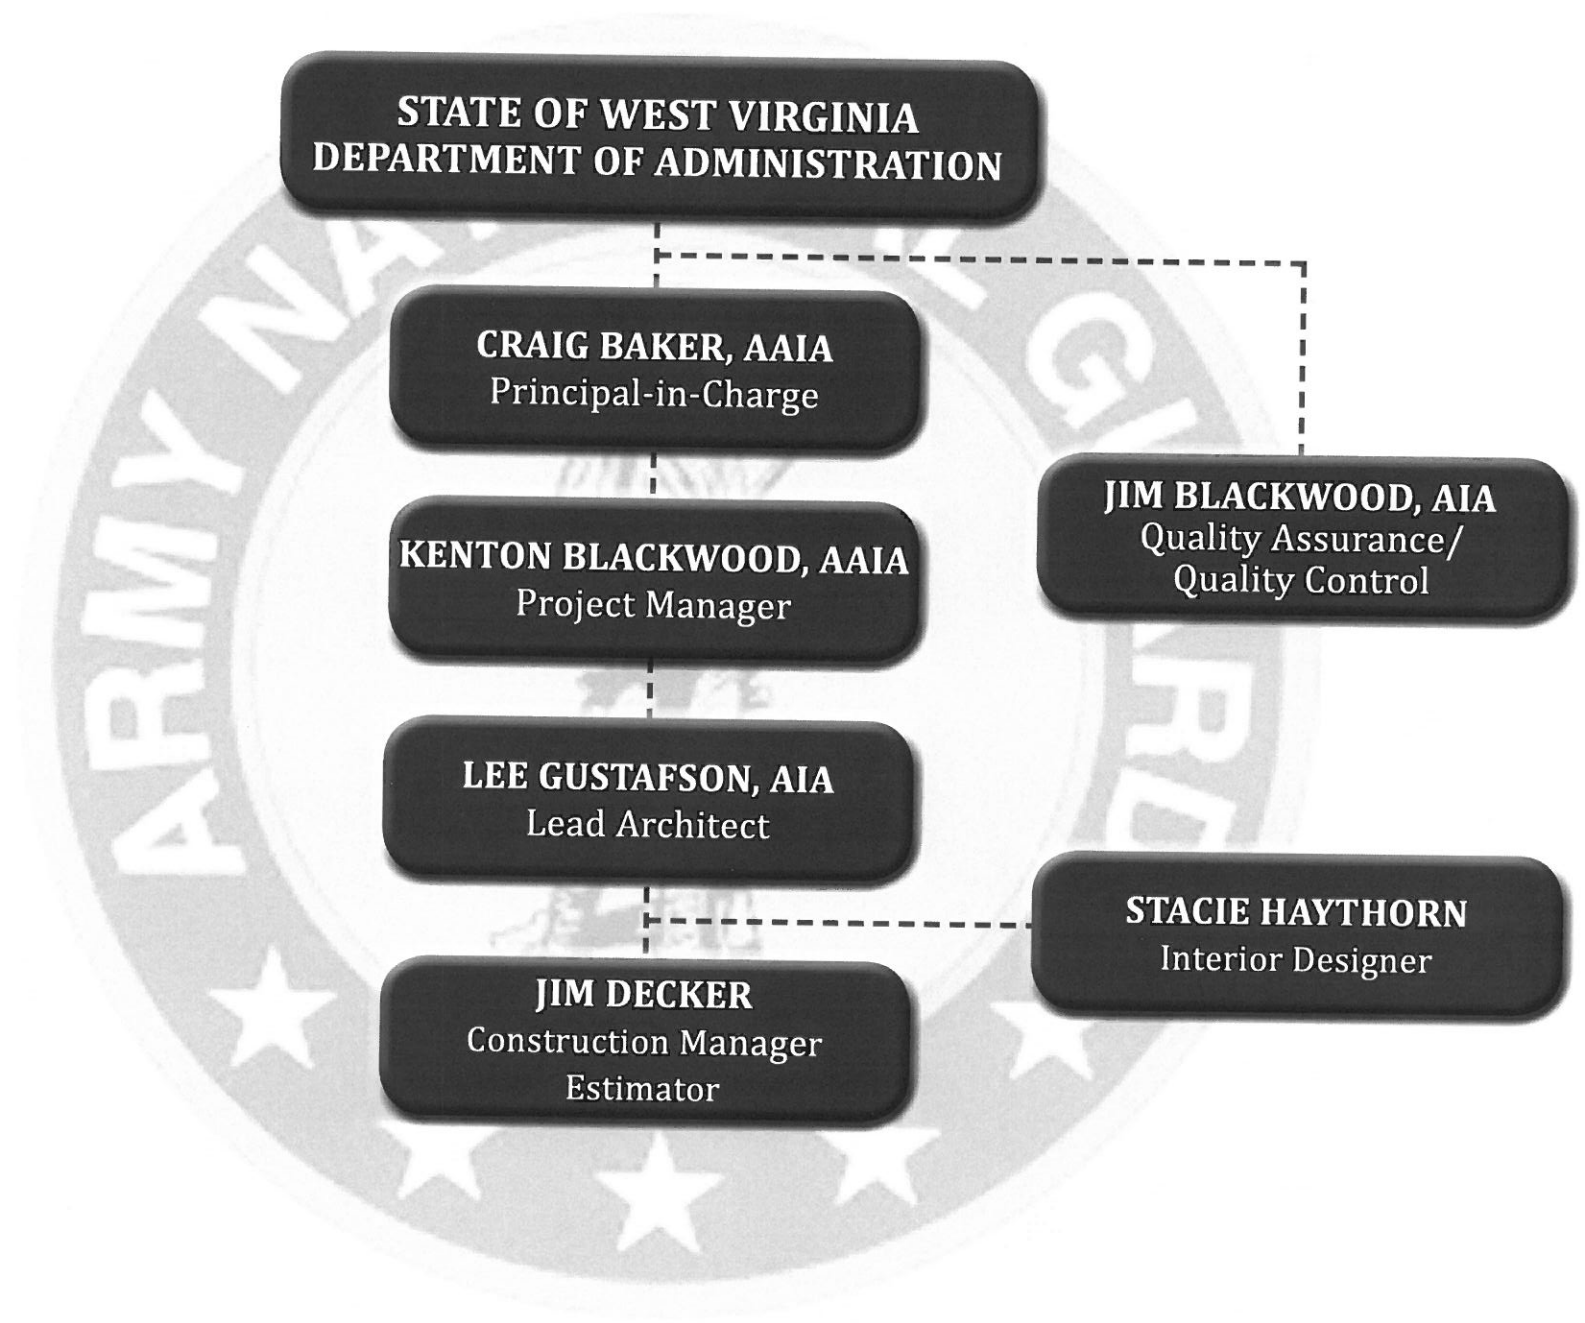 STATE OF WEST VIRGINIA
DEPARTMENT OF ADMINISTRATION
CRAIG BAKER, AAIA
Principal-in-Charge
JIM BLACKWOOD, AIA
Quality Assurance/
Quality Control
KENTON BLACKWOOD, AAIA
Project Manager
LEE GUSTAFSON, AIA
Lead Architect
STACIE HAYTHORN
Interior Designer
JIM DECKER
Construction Manager
Estimator
ARMY
GUARD